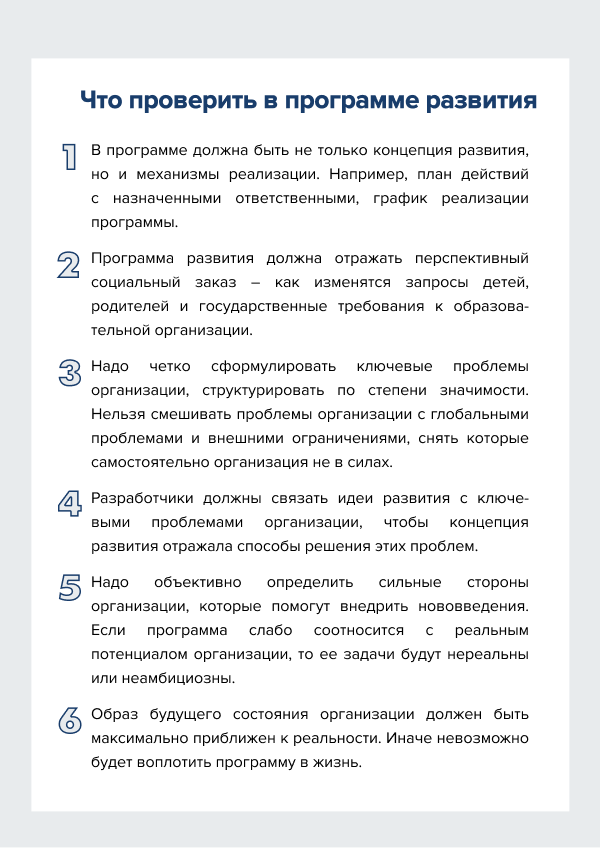 Что проверить в программе развития
1 В программе должна быть не только концепция развития,
но и механизмы реализации. Например, план действий
с назначенными ответственными, график реализации
программы.
2 Программа развития должна отражать перспективный
социальный заказ – как изменятся запросы детей,
родителей и государственные требования к образова-
тельной организации.
3 Надо четко сформулировать ключевые проблемы
организации, структурировать по степени значимости.
Нельзя смешивать проблемы организации с глобальными
проблемами и внешними ограничениями, снять которые
самостоятельно организация не в силах.
4 Разработчики должны связать идеи развития с ключе-
выми проблемами организации, чтобы концепция
развития отражала способы решения этих проблем.
5 Надо объективно определить сильные стороны
организации, которые помогут внедрить нововведения.
Если программа слабо соотносится с реальным
потенциалом организации, то ее задачи будут нереальны
или неамбициозны.
6 Образ будущего состояния организации должен быть
максимально приближен к реальности. Иначе невозможно
будет воплотить программу в жизнь.